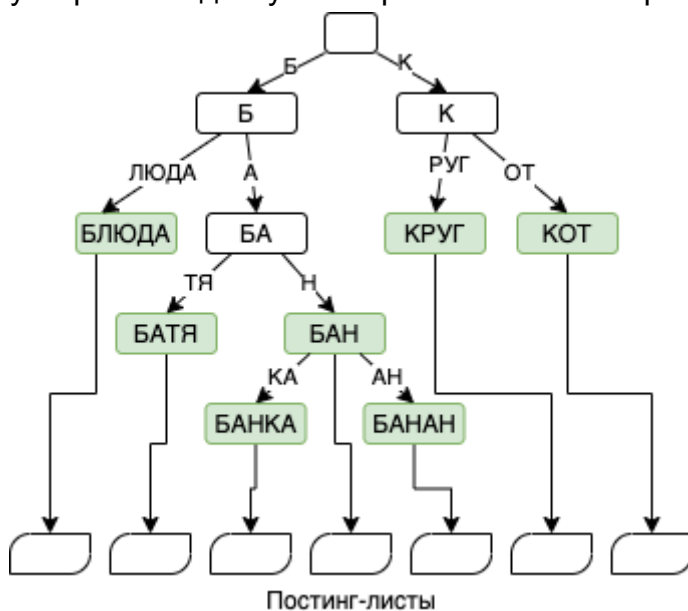 Б К
Б К
ЛЮДА А РУГ ОТ
БЛЮДА БА КРУГ КОТ
ТЯ Н
БАТЯ БАН
КА АН
БАНКА БАНАН
Постинг-листы